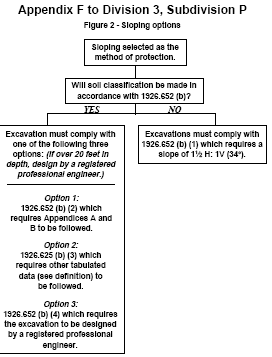 Appendix F to Division 3, Subdivision P
Figure 2 - Sloping options
Sloping selected as the
method of protection.
Will soil classification be made in
accordance with 1926.652 (b)?
YES
NO
Excavation must comply with
one of the following three
options: (if over 20 feet in
depth, design by a registered
professional engineer.)
Option 1:
1926.652 (b) (2) which
requires Appendices A and
B to be followed.
Option 2:
1926.625 (b) (3) which
requires other tabulated
data (see definition) to
be followed.
Option 3:
1926.652 (b) (4) which requires
the excavation to be designed
by a registered professional
engineer.
Excavations must comply with
1926.652 (b) (1) which requires a
slope of 1½ H: 1V (34°).